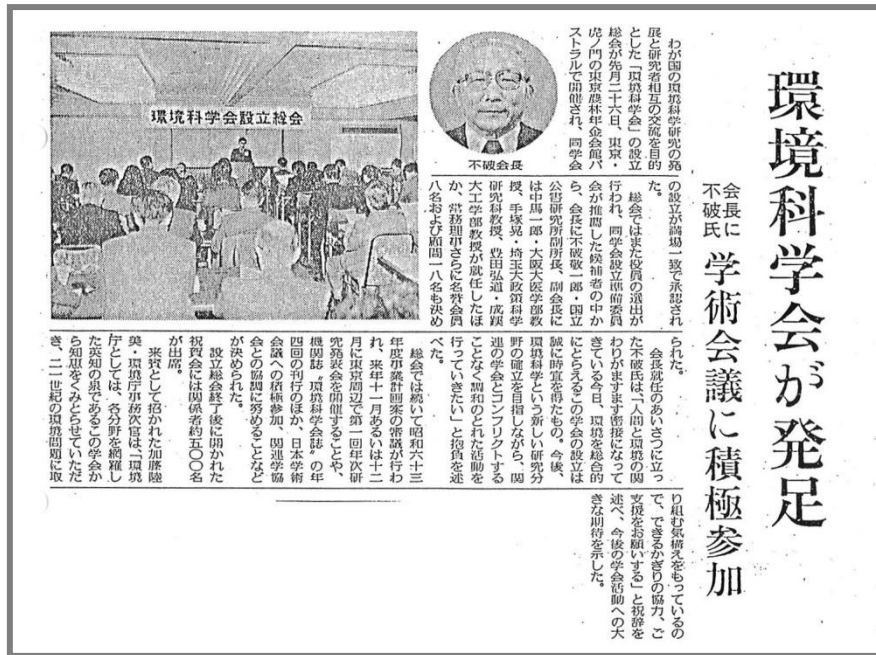 環境科学会が発足
会長に
不破氏
学術会議に積極参加
わが国の環境科学研究の発
展と研究者相互の交流を目的
とした「環境科学会」の設立
総会が先月二十六日、東京・
虎ノ門の東京農林年金会館パ
ストラルで開催され、同学会
不破会長
環境科学会設立総会
の設立が満場一致で承認され
た。
総会ではまた役員の選出が
行われ、同学会設立準備委員
会が推薦した候補者の中か
ら、会長に不破敬一郎・国立
公害研究所副所長、副会長に
は中馬一郎・大阪大医学部教
授、手塚晃・埼玉大政策科学
研究科教授、豊田弘道・成蹊
大工学部教授が就任したほ
か、常務理事さらに名誉会員
八名および顧問一八名も決め
られた。
会長就任のあいさつに立っ
た不破氏は「人間と環境の関
わりがますます密接になって
きている今日、環境を総合的
にとらえるこの学会の設立は
誠に時宜を得たもの。今後、
環境科学という新しい研究分
野の確立を目指しながら、関
連の学会とコンフリクトする
ことなく調和のとれた活動を
行っていきたい」と抱負を述
べた。
総会では続いて昭和六十三
年度事業計画案の審議が行わ
れ、来年十一月あるいは十二
月に東京周辺で第一回年次研
究発表会を開催することや、
機関誌〝環境科学会誌〟の年
四回の刊行のほか、日本学術
会議への積極参加、関連学協
会との協調に努めることなど
が決められた。
設立総会終了後に開かれた
祝賀会には関係者約五〇〇名
が出席。
来賓として招かれた加藤陸
美・環境庁事務次官は「環境
庁としては、各分野を網羅し
た英知の泉であるこの学会か
ら知恵をくみとらせていただ
き、二一世紀の環境問題に取
り組む気構えをもっているの
で、できるかぎりの協力、ご
支援をお願いする」と祝辞を
述べ、今後の学会活動への大
きな期待を示した。